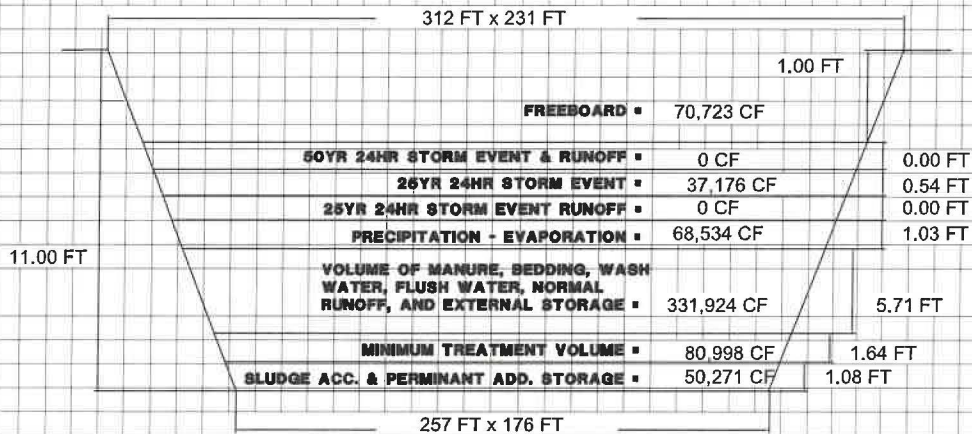 312 FT x 231 FT
1.00 FT
FREEBOARD = 70,723 CF
50YR 24HR STORM EVENT & RUNOFF = 0 CF 0.00 FT
25YR 24HR STORM EVENT = 37,176 CF 0.54 FT
25YR 24HR STORM EVENT RUNOFF = 0 CF 0.00 FT
PRECIPITATION - EVAPORATION = 68,534 CF 1.03 FT
11.00 FT
VOLUME OF MANURE, BEDDING, WASH
WATER, FLUSH WATER, NORMAL
RUNOFF, AND EXTERNAL STORAGE = 331,924 CF 5.71 FT
MINIMUM TREATMENT VOLUME = 80,998 CF 1.64 FT
SLUDGE ACC. & PERMINANT ADD. STORAGE = 50,271 CF 1.08 FT
257 FT x 176 FT